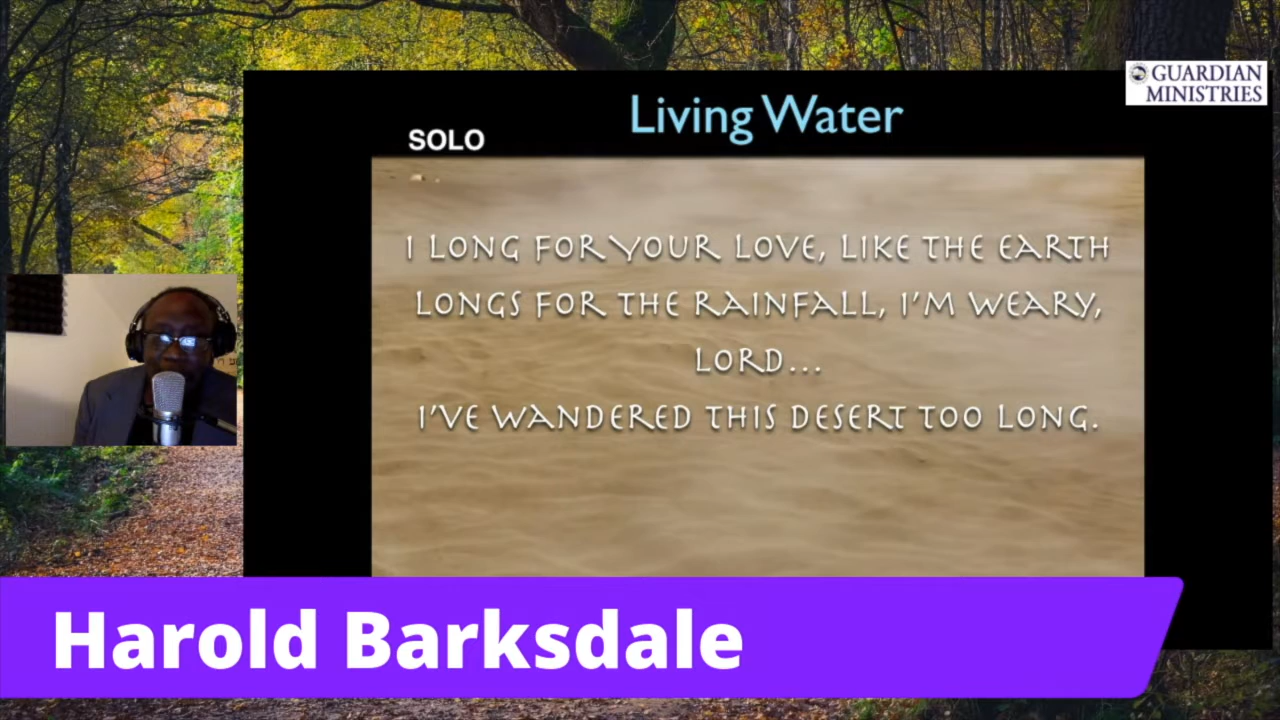 GUARDIAN
MINISTRIES
Living Water
SOLO
I LONG FOR YOUR LOVE, LIKE THE EARTH
LONGS FOR THE RAINFALL, I'M WEARY,
LORD...
I'VE WANDERED THIS DESERT TOO LONG.
Harold Barksdale